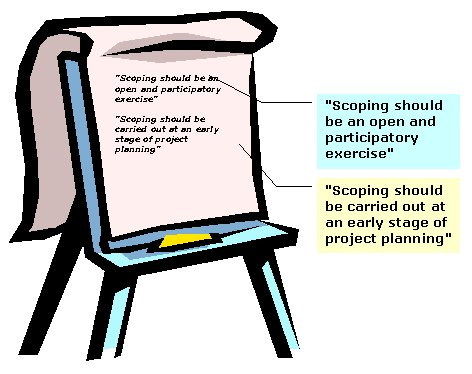 "Scoping should be an
open and participatory
exercise"
"Scoping should be
carried out at an early
stage of project
planning"
"Scoping should
be an open and
participatory
exercise"
"Scoping should
be carried out at
an early stage of
project planning"